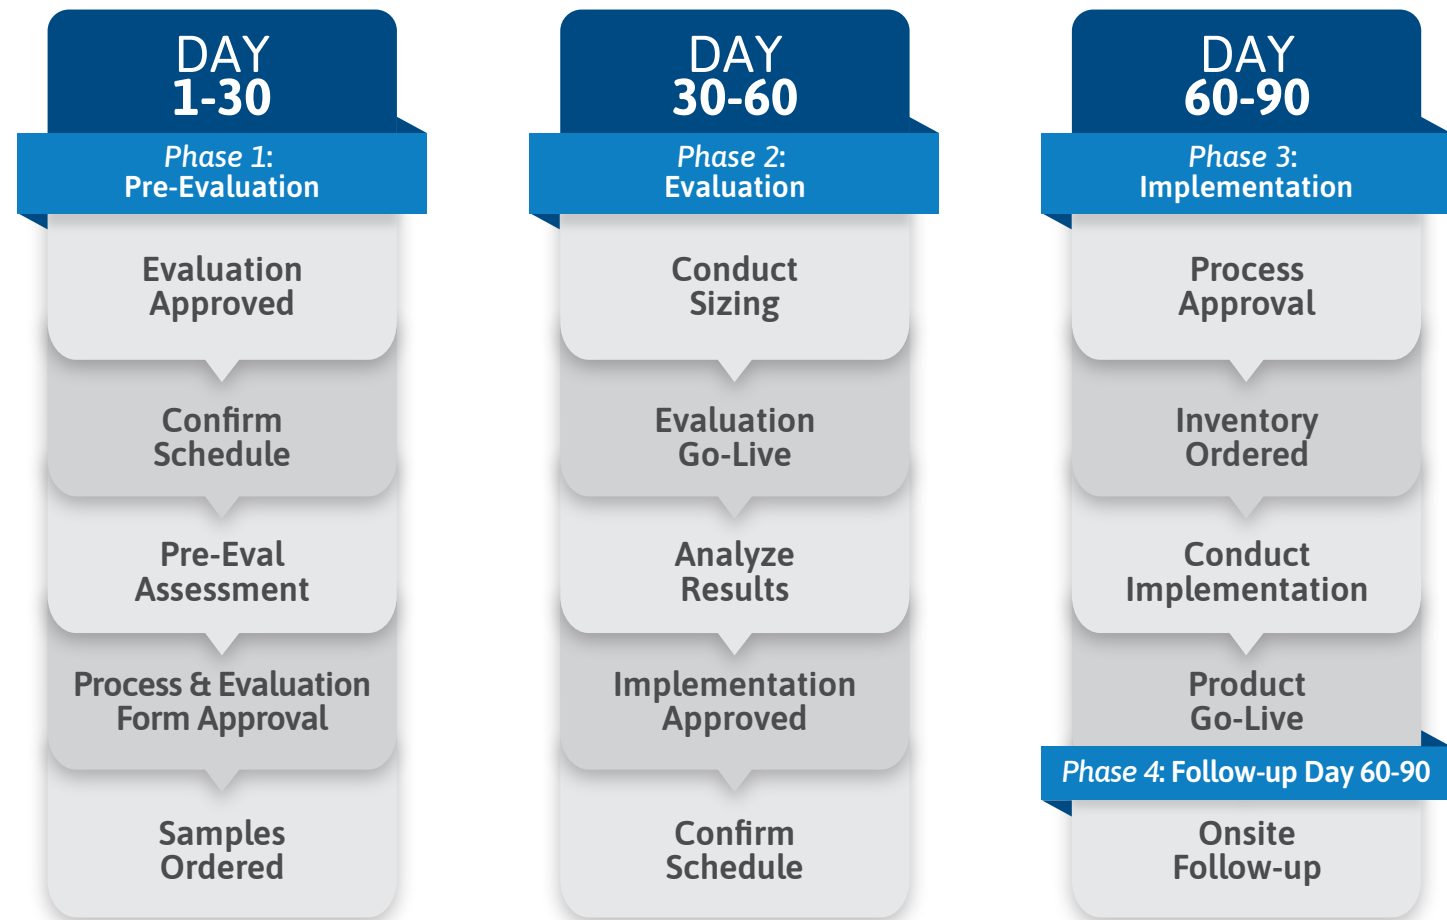 DAY
1-30
Phase 1:
Pre-Evaluation
Evaluation
Approved
Confirm
Schedule
Pre-Eval
Assessment
Process & Evaluation
Form Approval
Samples
Ordered
DAY
30-60
Phase 2:
Evaluation
Conduct
Sizing
Evaluation
Go-Live
Analyze
Results
Implementation
Approved
Confirm
Schedule
DAY
60-90
Phase 3:
Implementation
Process
Approval
Inventory
Ordered
Conduct
Implementation
Product
Go-Live
Phase 4: Follow-up Day 60-90
Onsite
Follow-up